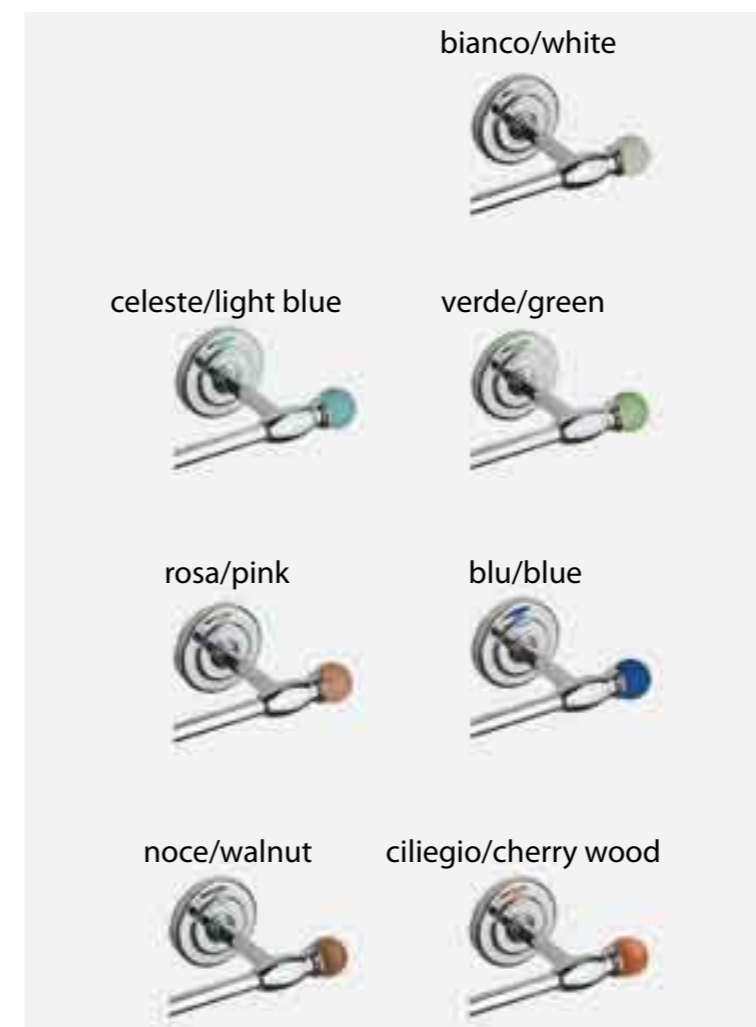 bianco/white
celeste/light blue
verde/green
rosa/pink
blu/blue
noce/walnut
ciliegio/cherry wood